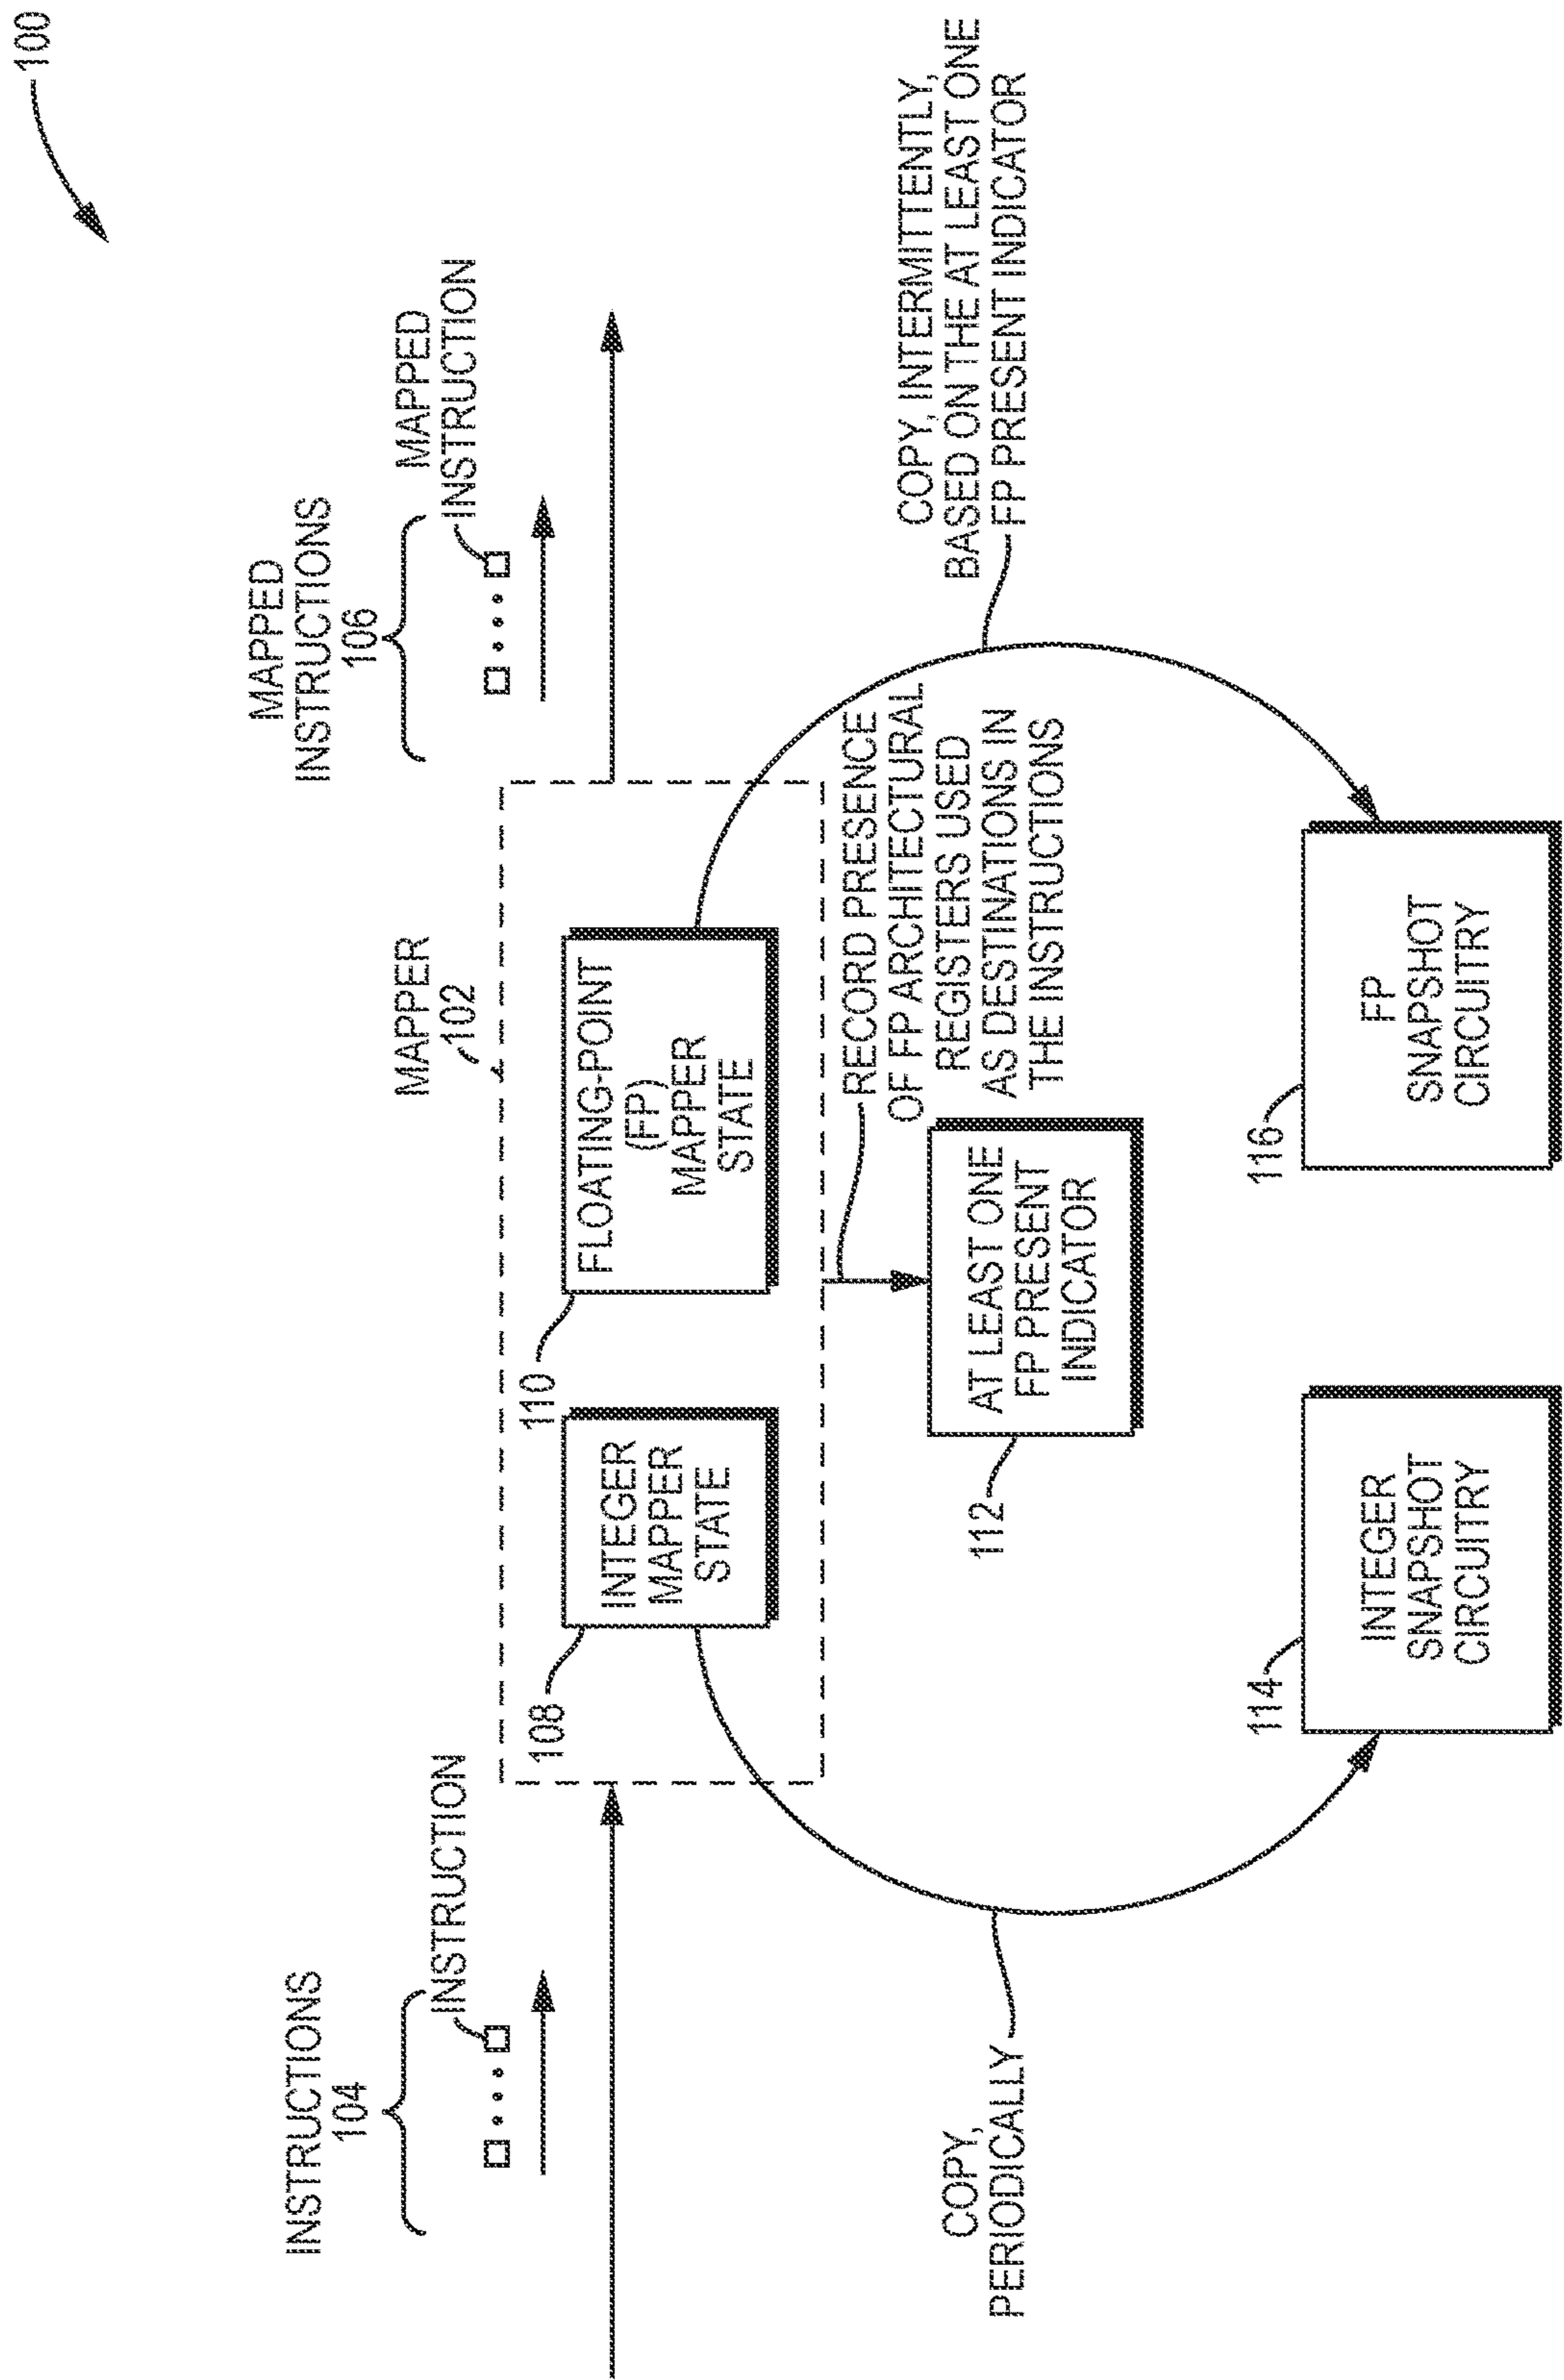 100
MAPPED
INSTRUCTIONS
106
MAPPED
INSTRUCTION
INSTRUCTIONS
104
INSTRUCTION
MAPPER
102
108
INTEGER
MAPPER
STATE
110
FLOATING-POINT
(FP)
MAPPER
STATE
RECORD PRESENCE
OF FP ARCHITECTURAL
REGISTERS USED
AS DESTINATIONS IN
THE INSTRUCTIONS
112
AT LEAST ONE
FP PRESENT
INDICATOR
COPY,
PERIODICALLY
COPY, INTERMITTENTLY,
BASED ON THE AT LEAST ONE
FP PRESENT INDICATOR
114
INTEGER
SNAPSHOT
CIRCUITRY
116
FP
SNAPSHOT
CIRCUITRY